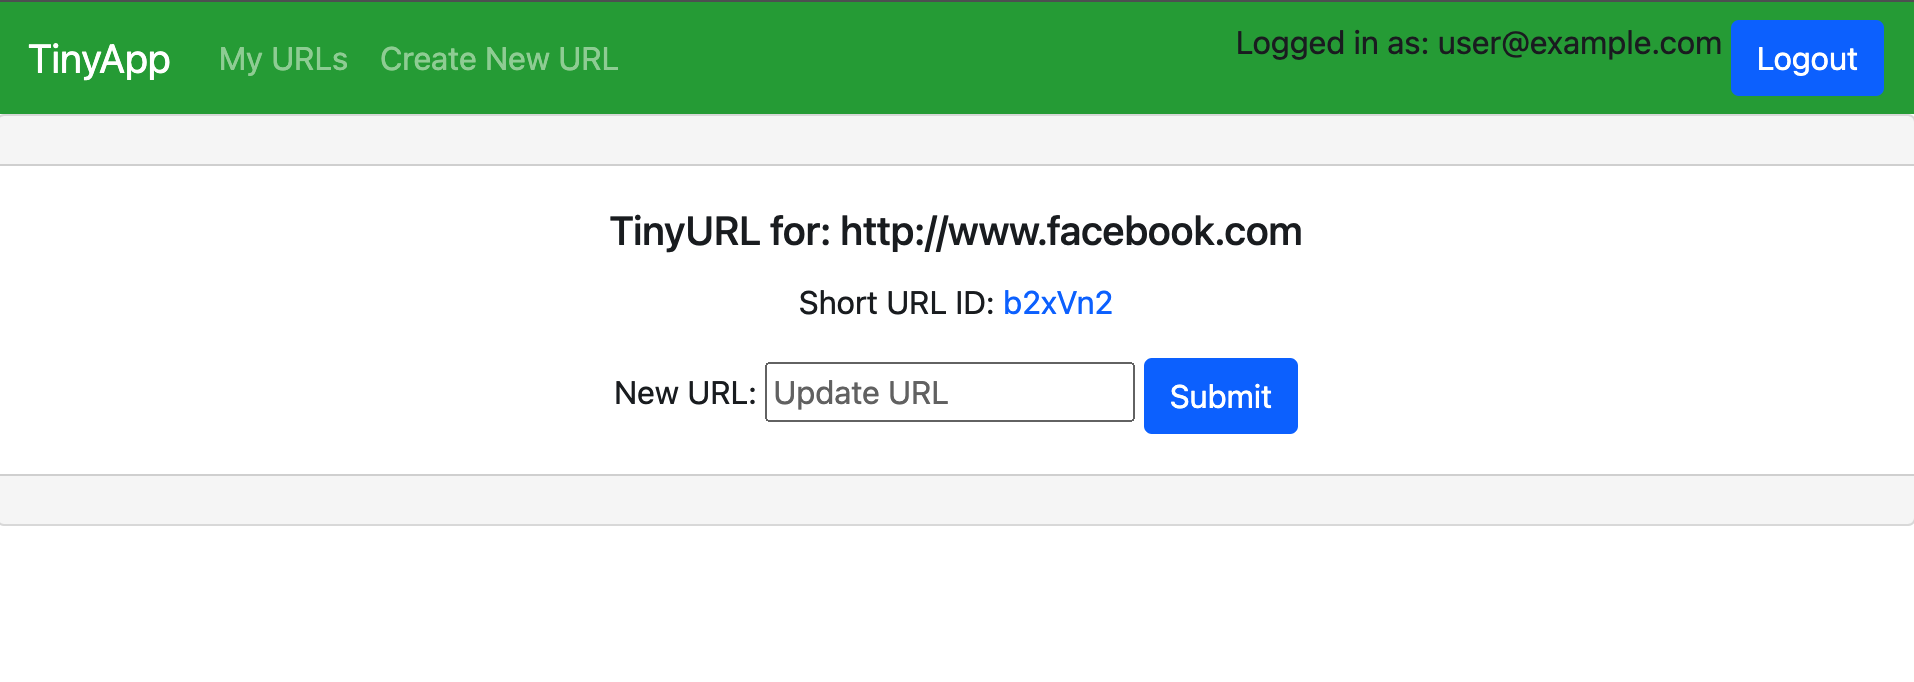 TinyApp My URLs Create New URL Logged in as: user@example.com Logout
TinyURL for: http://www.facebook.com
Short URL ID: b2xVn2
New URL: Update URL Submit